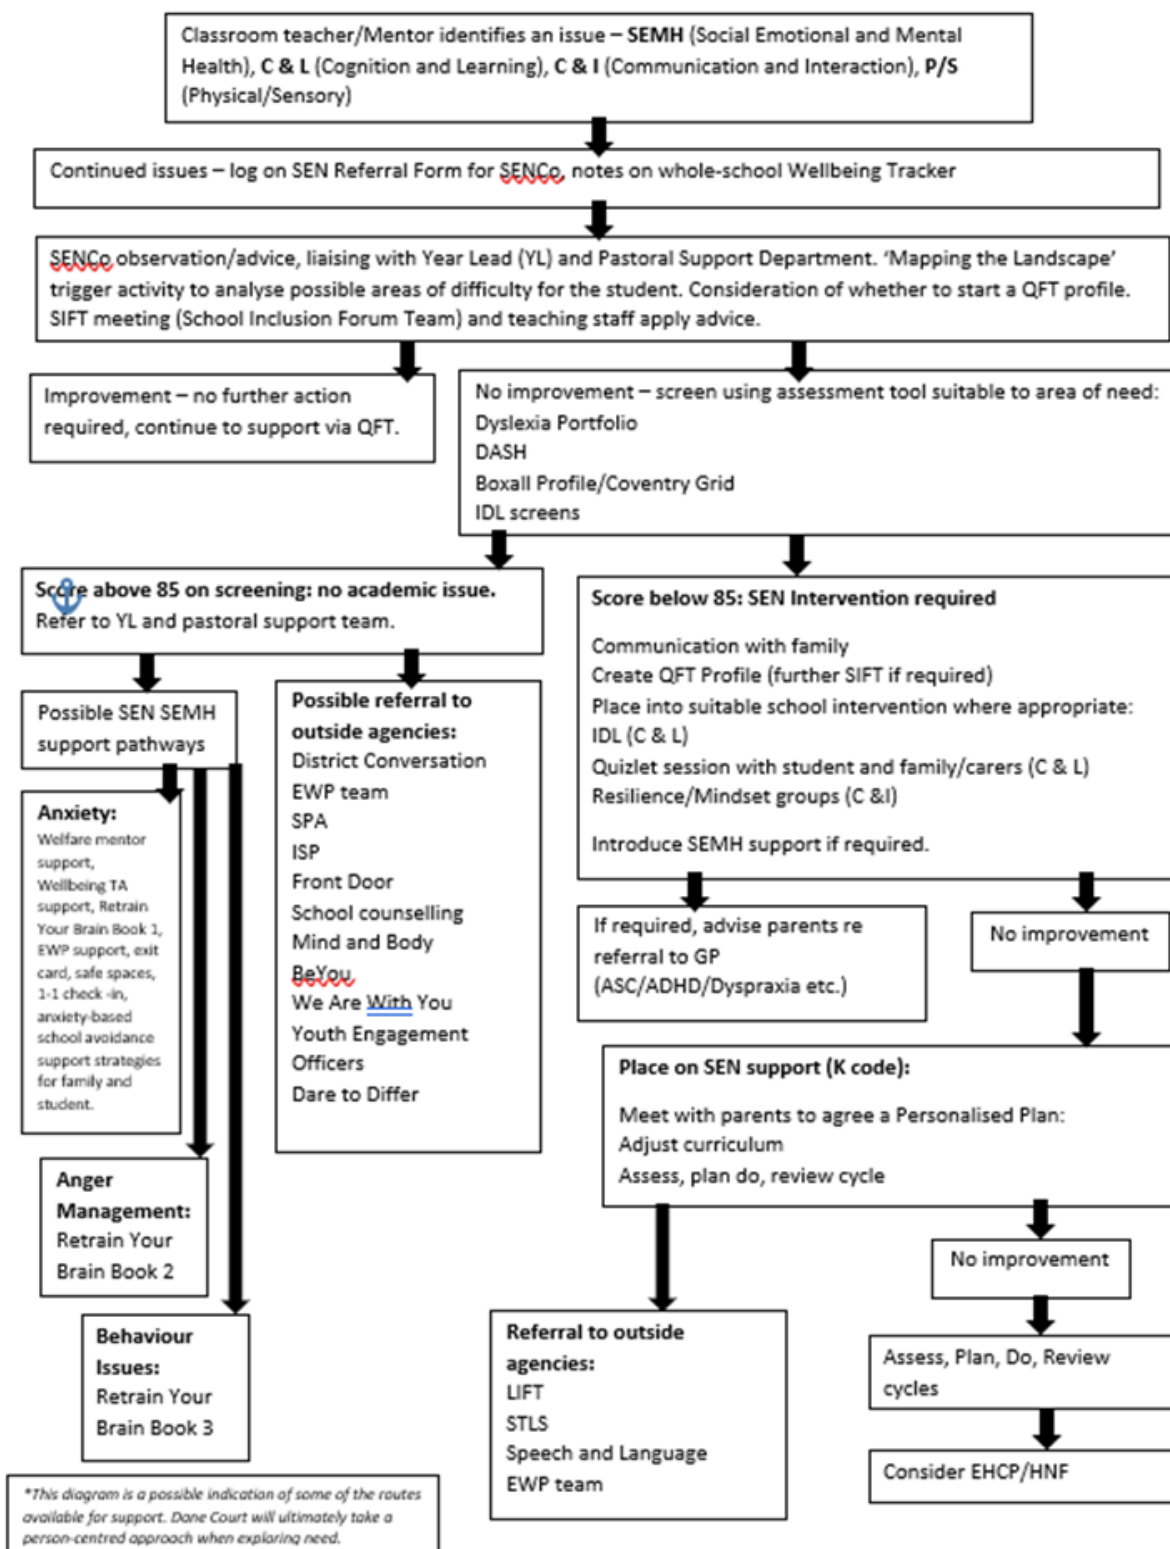 Classroom teacher/Mentor identifies an issue – SEMH (Social Emotional and Mental
Health), C & L (Cognition and Learning), C & I (Communication and Interaction), P/S
(Physical/Sensory)
Continued issues – log on SEN Referral Form for SENCo, notes on whole-school Wellbeing Tracker
SENCo observation/advice, liaising with Year Lead (YL) and Pastoral Support Department. ‘Mapping the Landscape’
trigger activity to analyse possible areas of difficulty for the student. Consideration of whether to start a QFT profile.
SIFT meeting (School Inclusion Forum Team) and teaching staff apply advice.
Improvement – no further action
required, continue to support via QFT.
No improvement – screen using assessment tool suitable to area of need:
Dyslexia Portfolio
DASH
Boxall Profile/Coventry Grid
IDL screens
Score above 85 on screening: no academic issue.
Refer to YL and pastoral support team.
Score below 85: SEN Intervention required
Communication with family
Create QFT Profile (further SIFT if required)
Place into suitable school intervention where appropriate:
IDL (C & L)
Quizlet session with student and family/carers (C & L)
Resilience/Mindset groups (C &I)
Introduce SEMH support if required.
Possible SEN SEMH
support pathways
Possible referral to
outside agencies:
District Conversation
EWP team
SPA
ISP
Front Door
School counselling
Mind and Body
BeYou
We Are With You
Youth Engagement
Officers
Dare to Differ
Anxiety:
Welfare mentor
support,
Wellbeing TA
support, Retrain
Your Brain Book 1,
EWP support, exit
card, safe spaces,
1-1 check -in,
anxiety-based
school avoidance
support strategies
for family and
student.
Anger
Management:
Retrain Your
Brain Book 2
Behaviour
Issues:
Retrain Your
Brain Book 3
If required, advise parents re
referral to GP
(ASC/ADHD/Dyspraxia etc.)
No improvement
Place on SEN support (K code):
Meet with parents to agree a Personalised Plan:
Adjust curriculum
Assess, plan do, review cycle
Referral to outside
agencies:
LIFT
STLS
Speech and Language
EWP team
No improvement
Assess, Plan, Do, Review
cycles
Consider EHCP/HNF
*This diagram is a possible indication of some of the routes
available for support. Dane Court will ultimately take a
person-centred approach when exploring need.